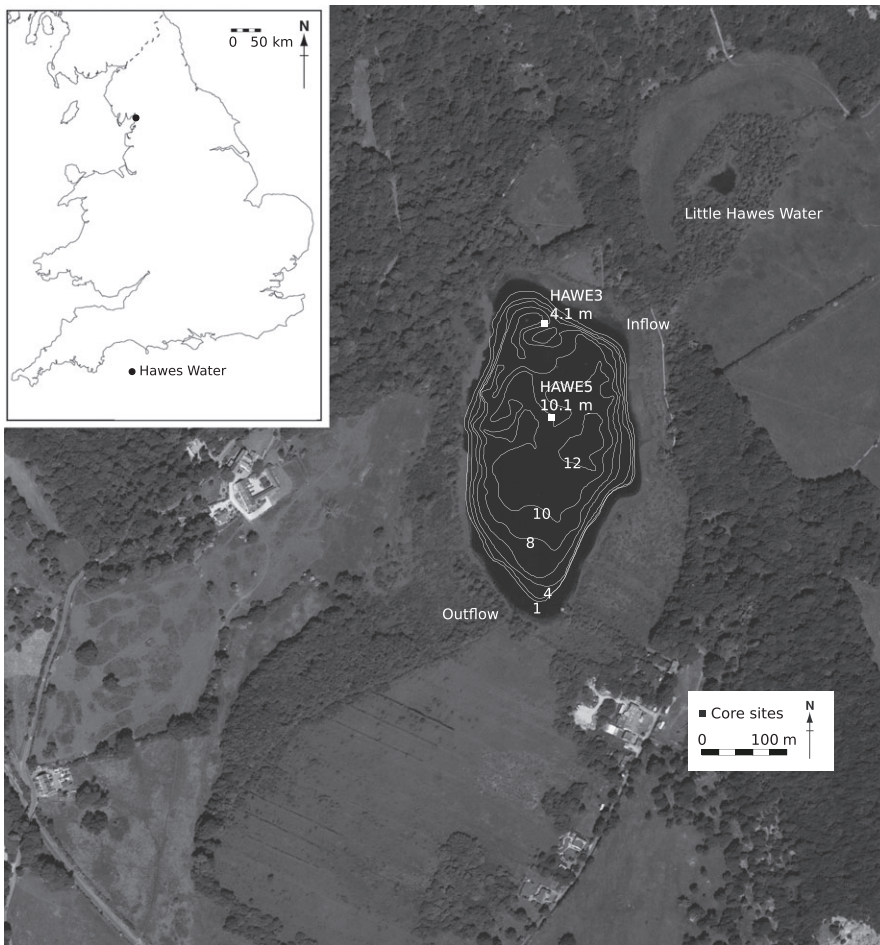 N
0 50 km
Hawes Water
Little Hawes Water
HAWE3
4.1 m
Inflow
HAWE5
10.1 m
12
10
8
4
1
Outflow
Core sites
N
0 100 m